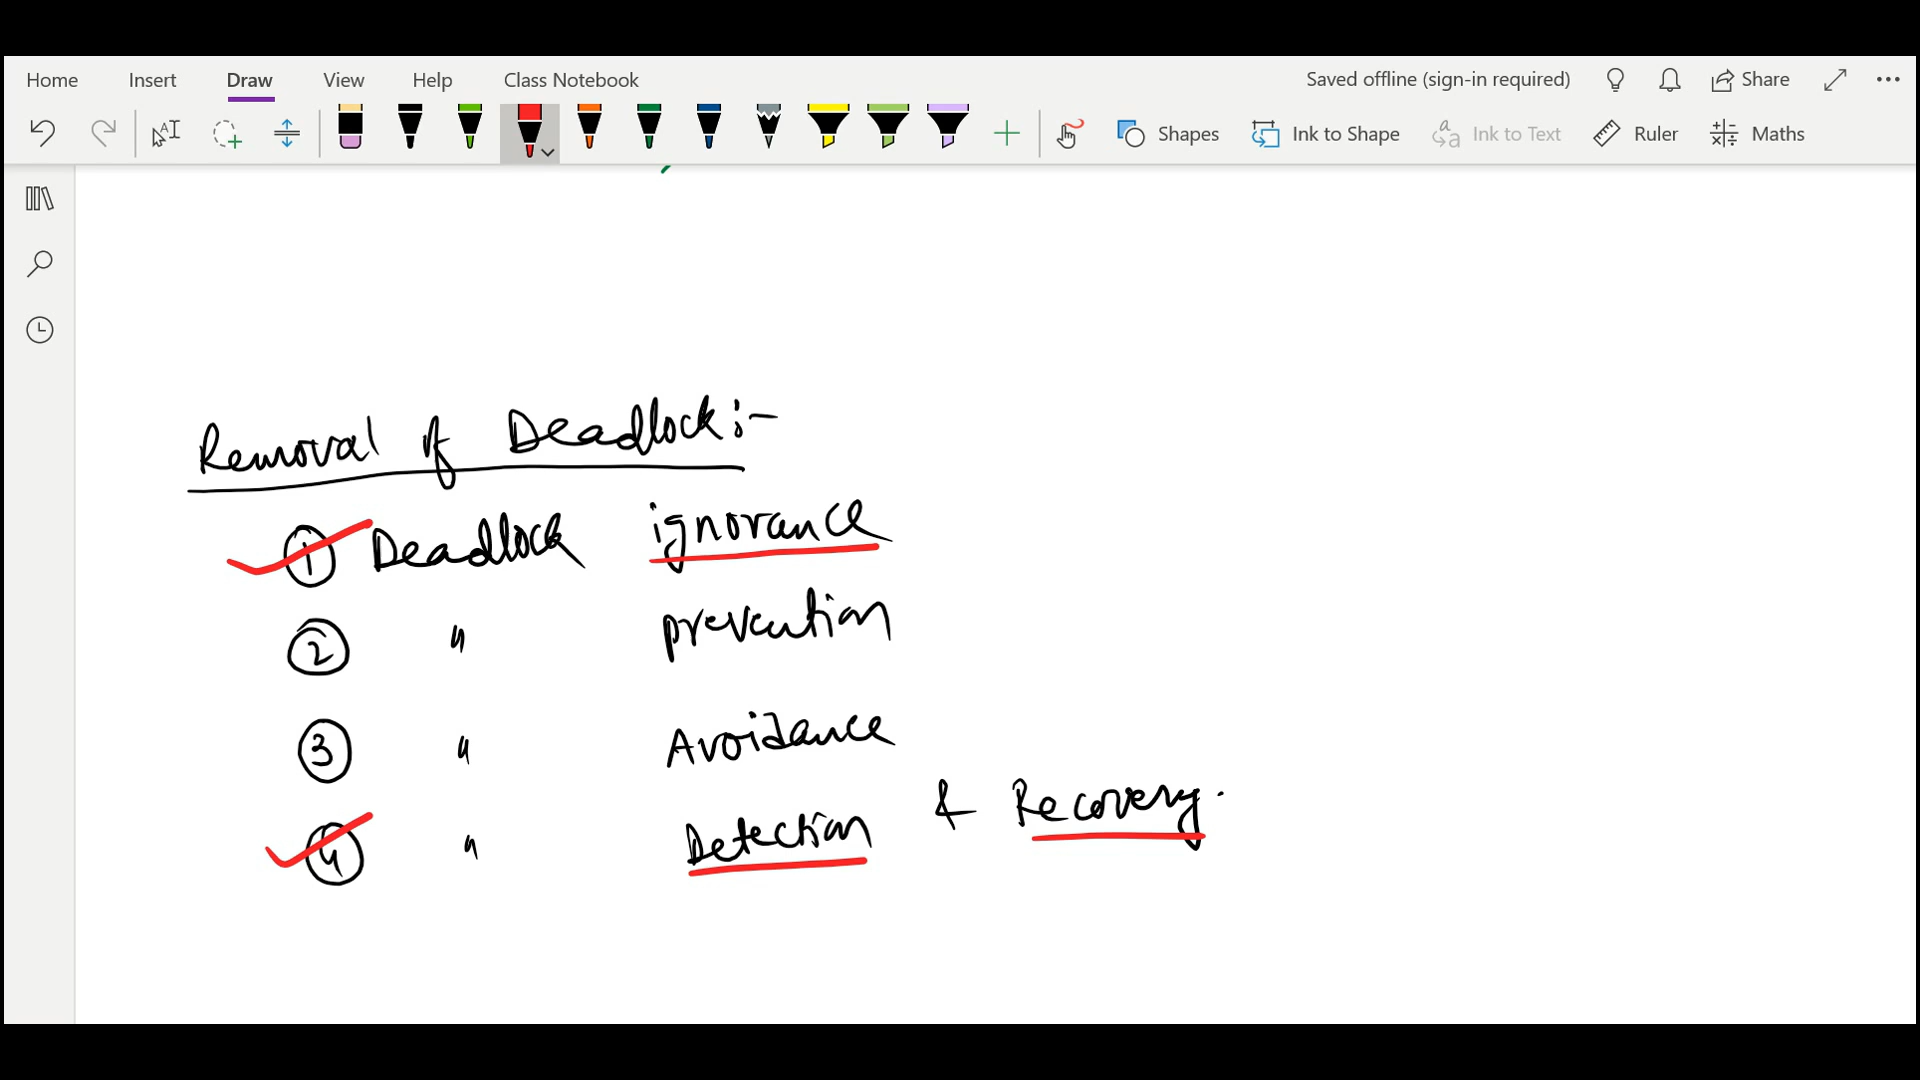 Home Insert Draw View Help Class Notebook Saved offline (sign-in required) Share
Shapes Ink to Shape Ink to Text Ruler Maths
Removal of Deadlock:-
① Deadlock ignorance
② " prevention
③ " Avoidance
④ " Detection & Recovery.